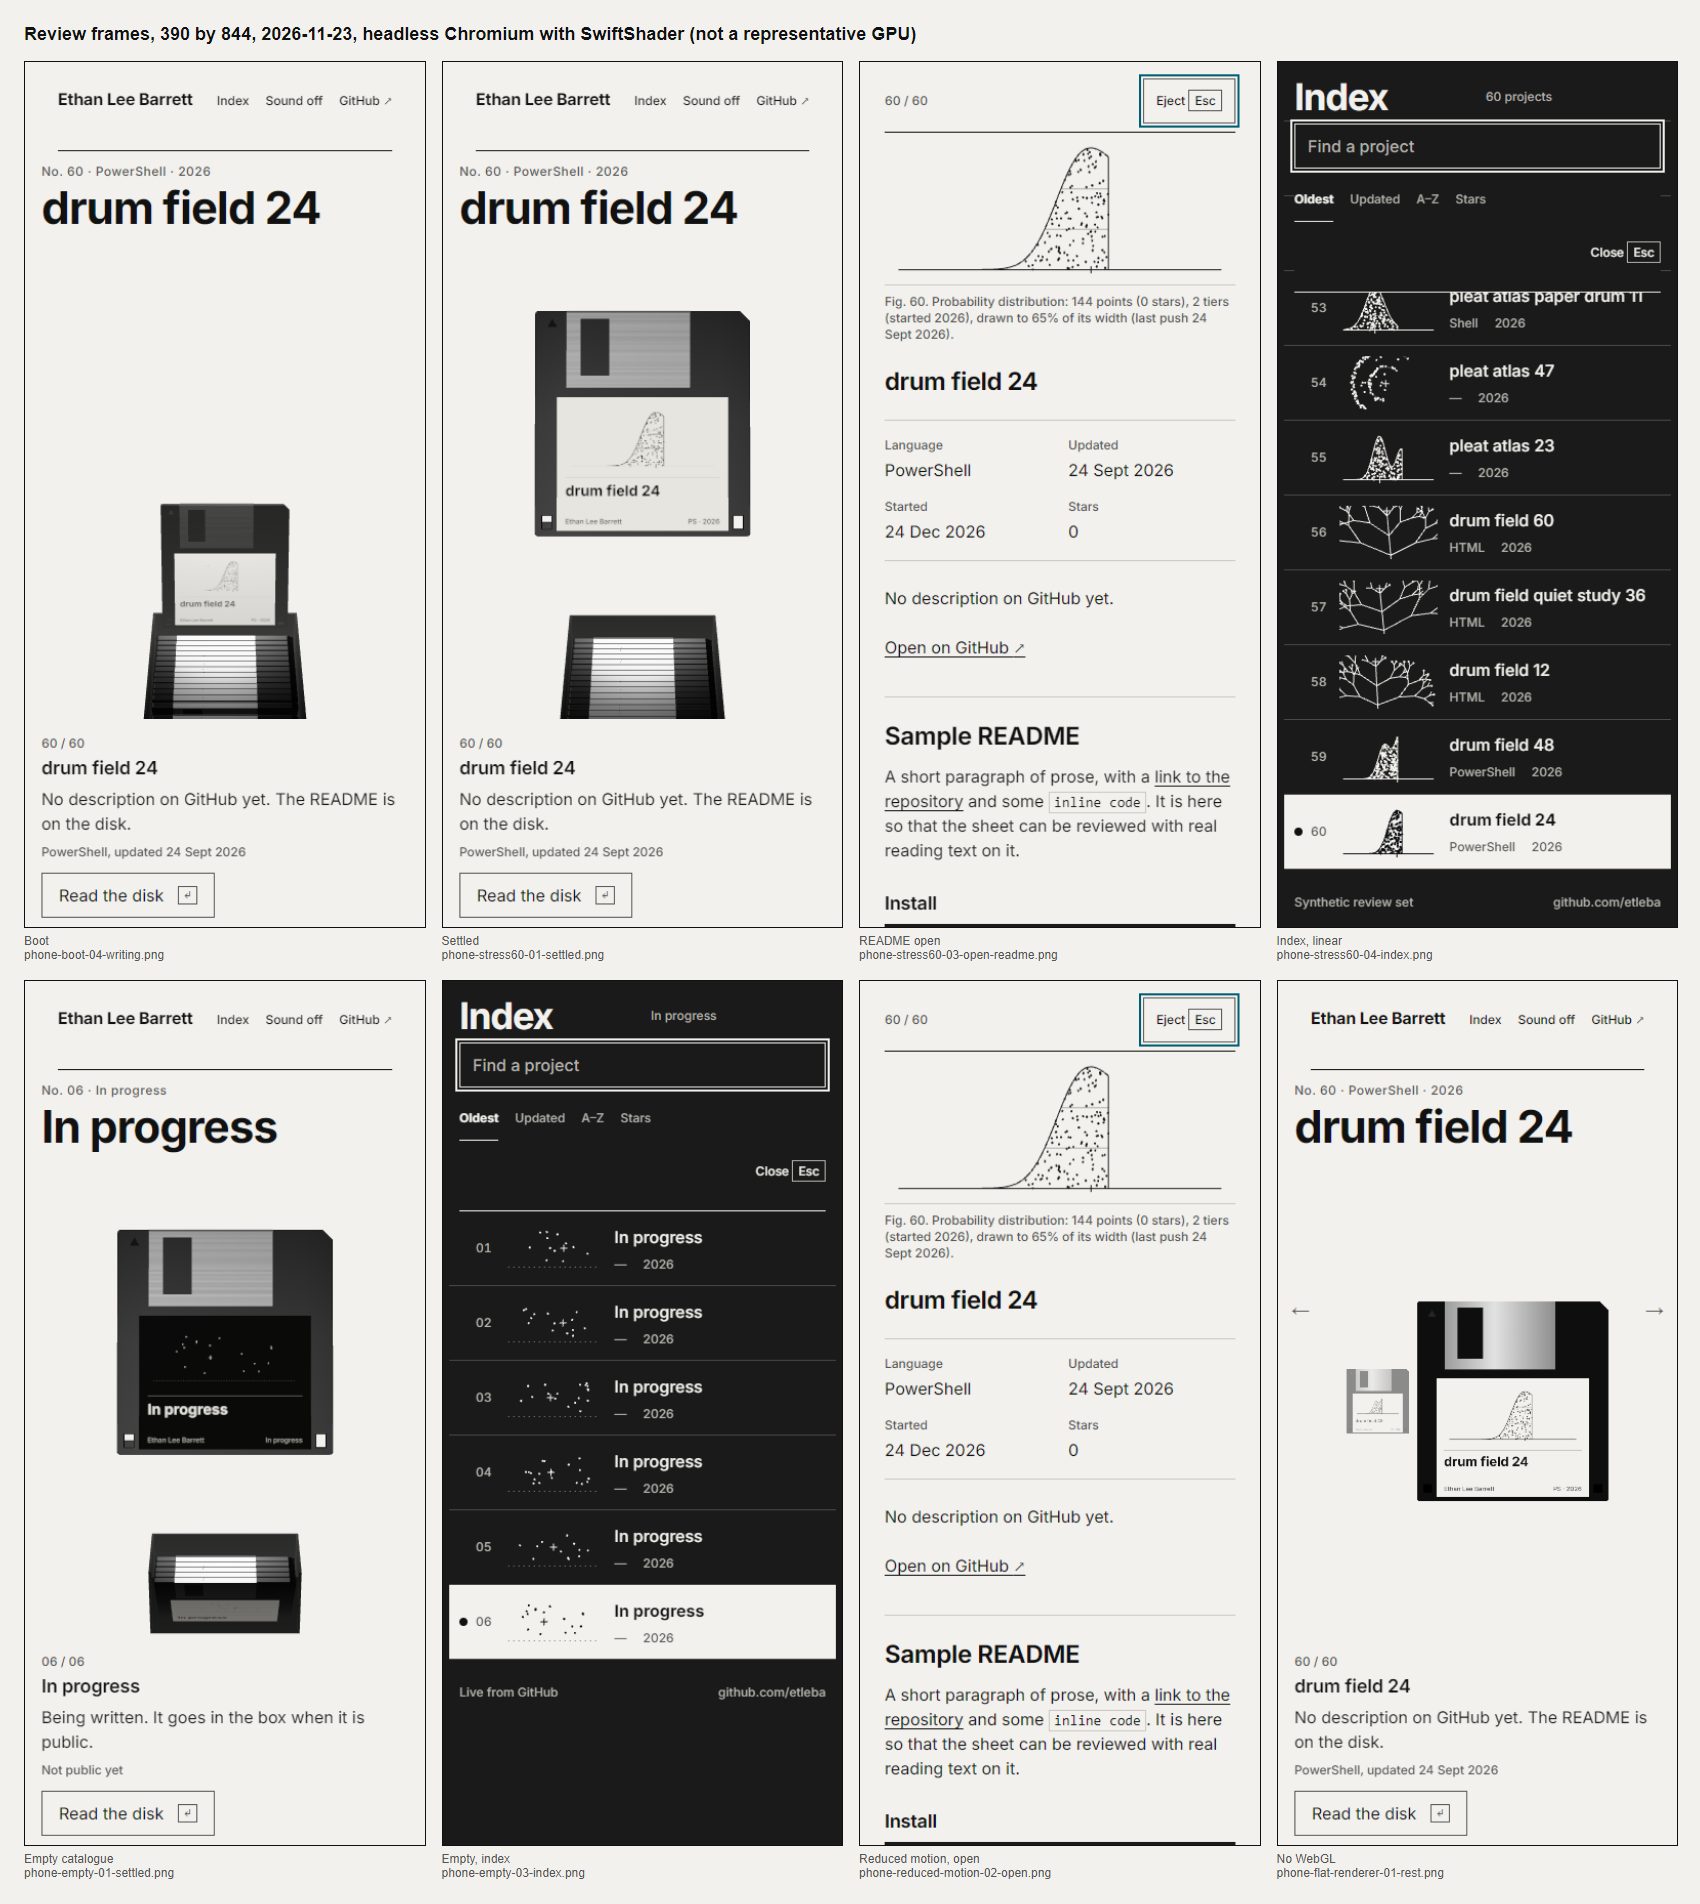 Review frames, 390 by 844, 2026-11-23, headless Chromium with SwiftShader (not a representative GPU)
Ethan Lee Barrett Index Sound off GitHub ↗
No. 60 · PowerShell · 2026
drum field 24
drum field 24
Ethan Lee Barrett PS · 2026
60 / 60
drum field 24
No description on GitHub yet. The README is
on the disk.
PowerShell, updated 24 Sept 2026
Read the disk
Boot
phone-boot-04-writing.png
Ethan Lee Barrett Index Sound off GitHub ↗
No. 60 · PowerShell · 2026
drum field 24
drum field 24
Ethan Lee Barrett PS · 2026
60 / 60
drum field 24
No description on GitHub yet. The README is
on the disk.
PowerShell, updated 24 Sept 2026
Read the disk
Settled
phone-stress60-01-settled.png
60 / 60 Eject Esc
Fig. 60. Probability distribution: 144 points (0 stars), 2 tiers
(started 2026), drawn to 65% of its width (last push 24
Sept 2026).
drum field 24
Language Updated
PowerShell 24 Sept 2026
Started Stars
24 Dec 2026 0
No description on GitHub yet.
Open on GitHub ↗
Sample README
A short paragraph of prose, with a link to the
repository and some inline code. It is here
so that the sheet can be reviewed with real
reading text on it.
Install
README open
phone-stress60-03-open-readme.png
Index 60 projects
Find a project
Oldest Updated A–Z Stars
Close Esc
53 pleat atlas paper drum 11
Shell 2026
54 pleat atlas 47
— 2026
55 pleat atlas 23
— 2026
56 drum field 60
HTML 2026
57 drum field quiet study 36
HTML 2026
58 drum field 12
HTML 2026
59 drum field 48
PowerShell 2026
60 drum field 24
PowerShell 2026
Synthetic review set github.com/etleba
Index, linear
phone-stress60-04-index.png
Ethan Lee Barrett Index Sound off GitHub ↗
No. 06 · In progress
In progress
In progress
Ethan Lee Barrett In progress
06 / 06
In progress
Being written. It goes in the box when it is
public.
Not public yet
Read the disk
Empty catalogue
phone-empty-01-settled.png
Index In progress
Find a project
Oldest Updated A–Z Stars
Close Esc
01 In progress
— 2026
02 In progress
— 2026
03 In progress
— 2026
04 In progress
— 2026
05 In progress
— 2026
06 In progress
— 2026
Live from GitHub github.com/etleba
Empty, index
phone-empty-03-index.png
60 / 60 Eject Esc
Fig. 60. Probability distribution: 144 points (0 stars), 2 tiers
(started 2026), drawn to 65% of its width (last push 24
Sept 2026).
drum field 24
Language Updated
PowerShell 24 Sept 2026
Started Stars
24 Dec 2026 0
No description on GitHub yet.
Open on GitHub ↗
Sample README
A short paragraph of prose, with a link to the
repository and some inline code. It is here
so that the sheet can be reviewed with real
reading text on it.
Install
Reduced motion, open
phone-reduced-motion-02-open.png
Ethan Lee Barrett Index Sound off GitHub ↗
No. 60 · PowerShell · 2026
drum field 24
← →
drum field 24
Ethan Lee Barrett PS · 2026
60 / 60
drum field 24
No description on GitHub yet. The README is
on the disk.
PowerShell, updated 24 Sept 2026
Read the disk
No WebGL
phone-flat-renderer-01-rest.png